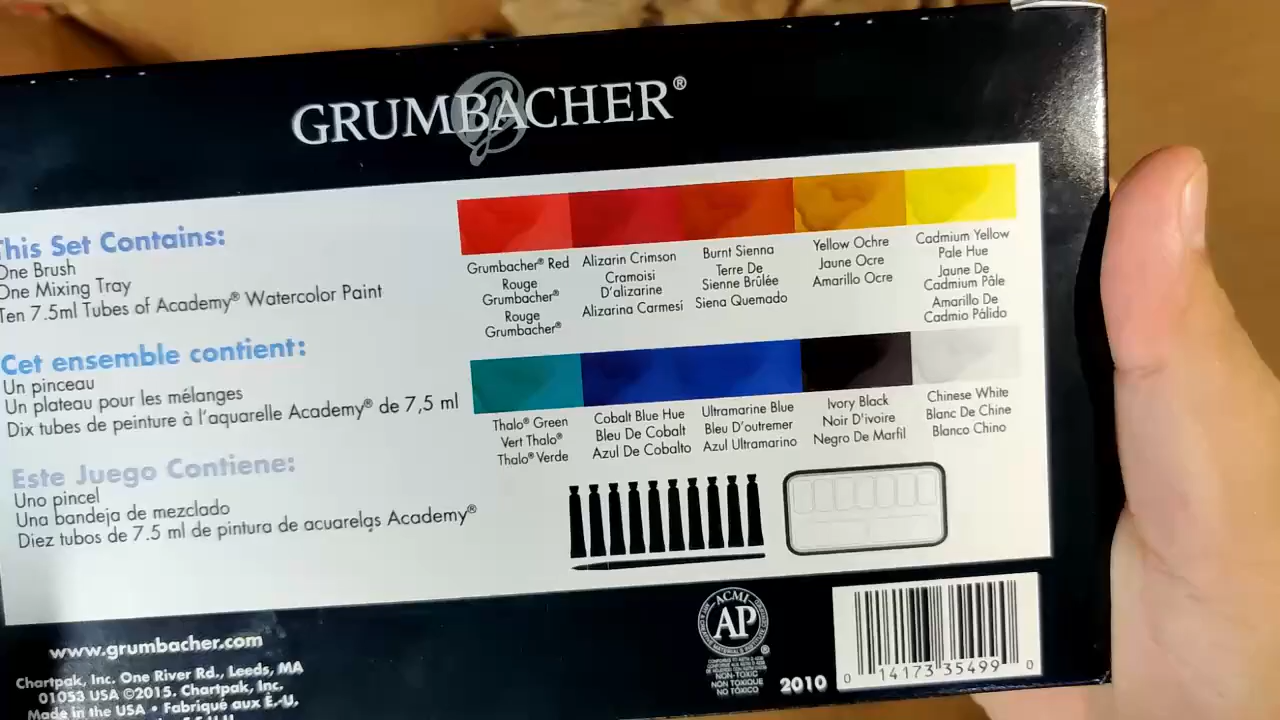 GRUMBACHER®
This Set Contains:
One Brush
One Mixing Tray
Ten 7.5ml Tubes of Academy® Watercolor Paint
Cet ensemble contient:
Un pinceau
Un plateau pour les mélanges
Dix tubes de peinture à l'aquarelle Academy® de 7,5 ml
Este Juego Contiene:
Uno pincel
Una bandeja de mezclado
Diez tubos de 7.5 ml de pintura de acuarelas Academy®
Grumbacher® Red
Rouge
Grumbacher®
Rouge
Grumbacher®
Alizarin Crimson
Cramoisi
D'alizarine
Alizarina Carmesí
Burnt Sienna
Terre De
Sienne Brûlée
Siena Quemado
Yellow Ochre
Jaune Ocre
Amarillo Ocre
Cadmium Yellow
Pale Hue
Jaune De
Cadmium Pâle
Amarillo De
Cadmio Pálido
Thalo® Green
Vert Thalo®
Thalo® Verde
Cobalt Blue Hue
Bleu De Cobalt
Azul De Cobalto
Ultramarine Blue
Bleu D'outremer
Azul Ultramarino
Ivory Black
Noir D'ivoire
Negro De Marfil
Chinese White
Blanc De Chine
Blanco Chino
www.grumbacher.com
Chartpak, Inc. One River Rd., Leeds, MA
01053 USA ©2015. Chartpak, Inc.
Made in the USA • Fabriqué aux É.-U,
ACMI
AP
NON-TOXIC
NON TOXIQUE
NO TÓXICO
2010
0 14173 35499 0